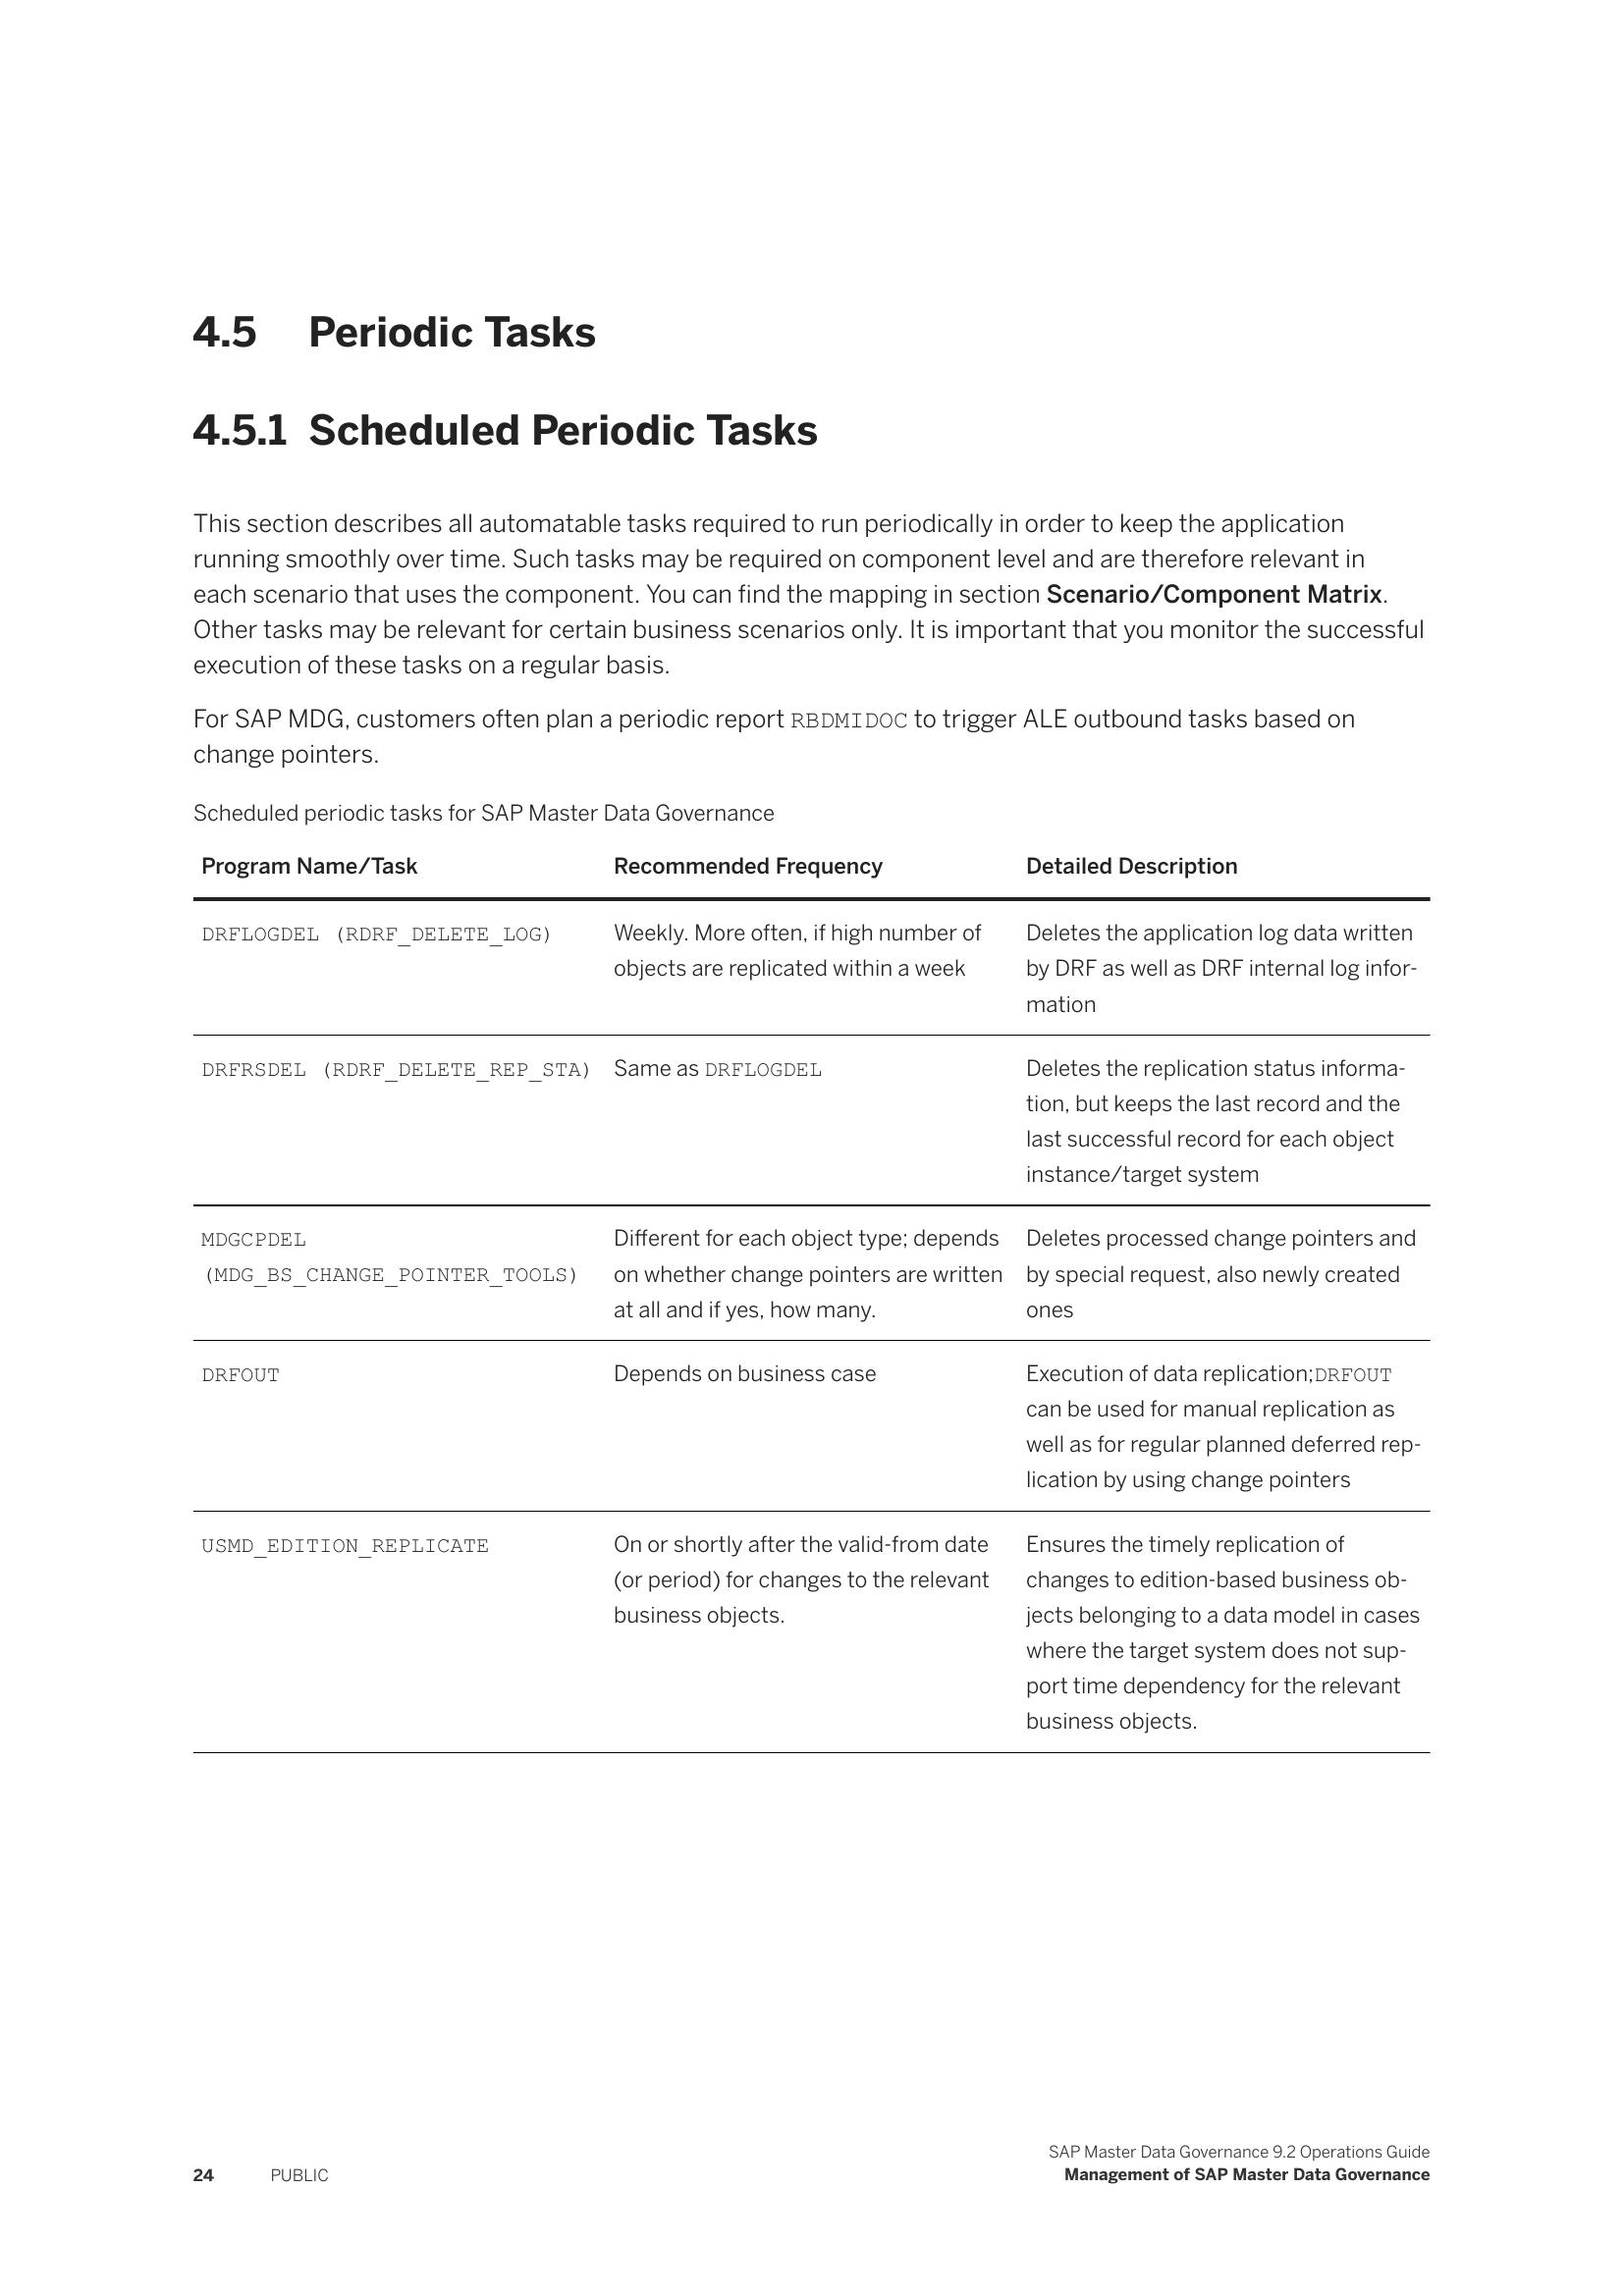 4.5 Periodic Tasks
4.5.1 Scheduled Periodic Tasks
This section describes all automatable tasks required to run periodically in order to keep the application
running smoothly over time. Such tasks may be required on component level and are therefore relevant in
each scenario that uses the component. You can find the mapping in section Scenario/Component Matrix.
Other tasks may be relevant for certain business scenarios only. It is important that you monitor the successful
execution of these tasks on a regular basis.
For SAP MDG, customers often plan a periodic report RBDMIDOC to trigger ALE outbound tasks based on
change pointers.
Scheduled periodic tasks for SAP Master Data Governance
Program Name/Task Recommended Frequency Detailed Description
DRFLOGDEL (RDRF_DELETE_LOG) Weekly. More often, if high number of Deletes the application log data written
objects are replicated within a week by DRF as well as DRF internal log infor-
mation
DRFRSDEL (RDRF_DELETE_REP_STA) Same as DRFLOGDEL Deletes the replication status informa-
tion, but keeps the last record and the
last successful record for each object
instance/target system
MDGCPDEL Different for each object type; depends Deletes processed change pointers and
(MDG_BS_CHANGE_POINTER_TOOLS) on whether change pointers are written by special request, also newly created
at all and if yes, how many. ones
DRFOUT Depends on business case Execution of data replication;DRFOUT
can be used for manual replication as
well as for regular planned deferred rep-
lication by using change pointers
USMD_EDITION_REPLICATE On or shortly after the valid-from date Ensures the timely replication of
(or period) for changes to the relevant changes to edition-based business ob-
business objects. jects belonging to a data model in cases
where the target system does not sup-
port time dependency for the relevant
business objects.
SAP Master Data Governance 9.2 Operations Guide
24 PUBLIC Management of SAP Master Data Governance